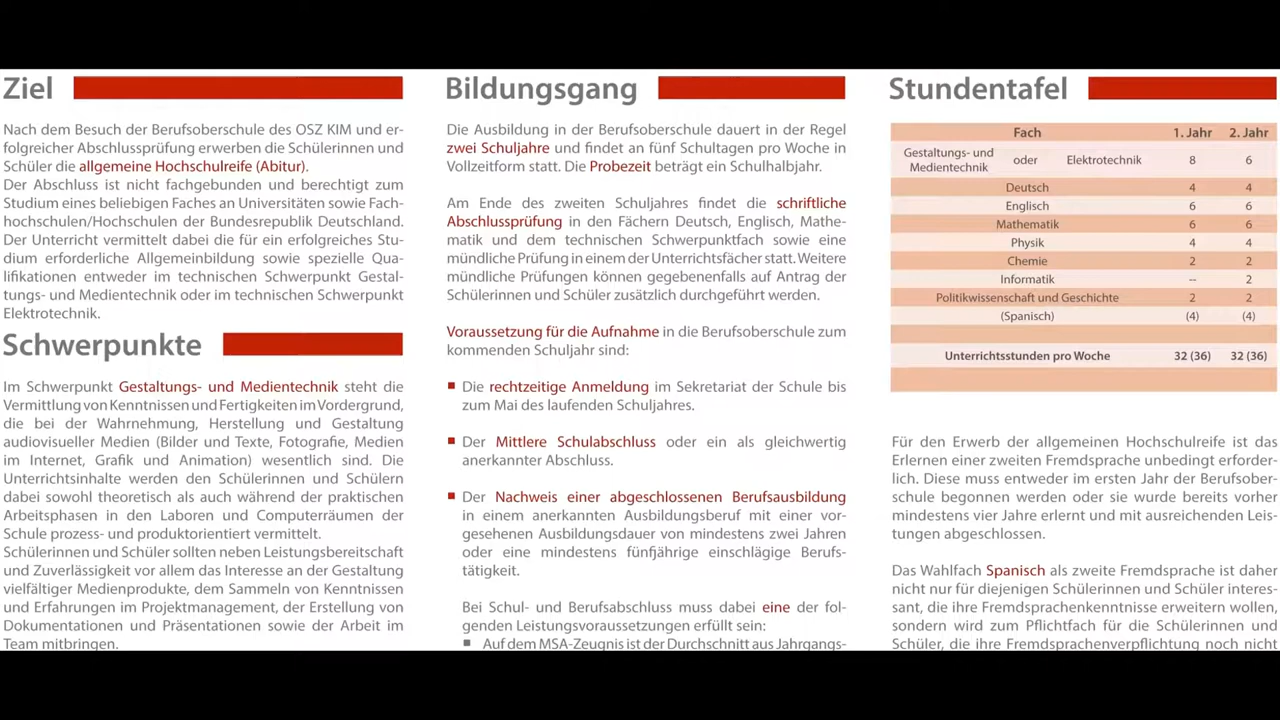 Ziel
Nach dem Besuch der Berufsoberschule des OSZ KIM und er-
folgreicher Abschlussprüfung erwerben die Schülerinnen und
Schüler die allgemeine Hochschulreife (Abitur).
Der Abschluss ist nicht fachgebunden und berechtigt zum
Studium eines beliebigen Faches an Universitäten sowie Fach-
hochschulen/Hochschulen der Bundesrepublik Deutschland.
Der Unterricht vermittelt dabei die für ein erfolgreiches Stu-
dium erforderliche Allgemeinbildung sowie spezielle Qua-
lifikationen entweder im technischen Schwerpunkt Gestal-
tungs- und Medientechnik oder im technischen Schwerpunkt
Elektrotechnik.
Schwerpunkte
Im Schwerpunkt Gestaltungs- und Medientechnik steht die
Vermittlung von Kenntnissen und Fertigkeiten im Vordergrund,
die bei der Wahrnehmung, Herstellung und Gestaltung
audiovisueller Medien (Bilder und Texte, Fotografie, Medien
im Internet, Grafik und Animation) wesentlich sind. Die
Unterrichtsinhalte werden den Schülerinnen und Schülern
dabei sowohl theoretisch als auch während der praktischen
Arbeitsphasen in den Laboren und Computerräumen der
Schule prozess- und produktorientiert vermittelt.
Schülerinnen und Schüler sollten neben Leistungsbereitschaft
und Zuverlässigkeit vor allem das Interesse an der Gestaltung
vielfältiger Medienprodukte, dem Sammeln von Kenntnissen
und Erfahrungen im Projektmanagement, der Erstellung von
Dokumentationen und Präsentationen sowie der Arbeit im
Team mitbringen.
Bildungsgang
Die Ausbildung in der Berufsoberschule dauert in der Regel
zwei Schuljahre und findet an fünf Schultagen pro Woche in
Vollzeitform statt. Die Probezeit beträgt ein Schulhalbjahr.
Am Ende des zweiten Schuljahres findet die schriftliche
Abschlussprüfung in den Fächern Deutsch, Englisch, Mathe-
matik und dem technischen Schwerpunktfach sowie eine
mündliche Prüfung in einem der Unterrichtsfächer statt. Weitere
mündliche Prüfungen können gegebenenfalls auf Antrag der
Schülerinnen und Schüler zusätzlich durchgeführt werden.
Voraussetzung für die Aufnahme in die Berufsoberschule zum
kommenden Schuljahr sind:
Die rechtzeitige Anmeldung im Sekretariat der Schule bis
zum Mai des laufenden Schuljahres.
Der Mittlere Schulabschluss oder ein als gleichwertig
anerkannter Abschluss.
Der Nachweis einer abgeschlossenen Berufsausbildung
in einem anerkannten Ausbildungsberuf mit einer vor-
gesehenen Ausbildungsdauer von mindestens zwei Jahren
oder eine mindestens fünfjährige einschlägige Berufs-
tätigkeit.
Bei Schul- und Berufsabschluss muss dabei eine der fol-
genden Leistungsvoraussetzungen erfüllt sein:
Auf dem MSA-Zeugnis ist der Durchschnitt aus Jahrgangs-
Stundentafel
Fach 1. Jahr 2. Jahr
Gestaltungs- und Medientechnik oder Elektrotechnik 8 6
Deutsch 4 4
Englisch 6 6
Mathematik 6 6
Physik 4 4
Chemie 2 2
Informatik -- 2
Politikwissenschaft und Geschichte 2 2
(Spanisch) (4) (4)
Unterrichtsstunden pro Woche 32 (36) 32 (36)
Für den Erwerb der allgemeinen Hochschulreife ist das
Erlernen einer zweiten Fremdsprache unbedingt erforder-
lich. Diese muss entweder im ersten Jahr der Berufsober-
schule begonnen werden oder sie wurde bereits vorher
mindestens vier Jahre erlernt und mit ausreichenden Leis-
tungen abgeschlossen.
Das Wahlfach Spanisch als zweite Fremdsprache ist daher
nicht nur für diejenigen Schülerinnen und Schüler interes-
sant, die ihre Fremdsprachenkenntnisse erweitern wollen,
sondern wird zum Pflichtfach für die Schülerinnen und
Schüler, die ihre Fremdsprachenverpflichtung noch nicht